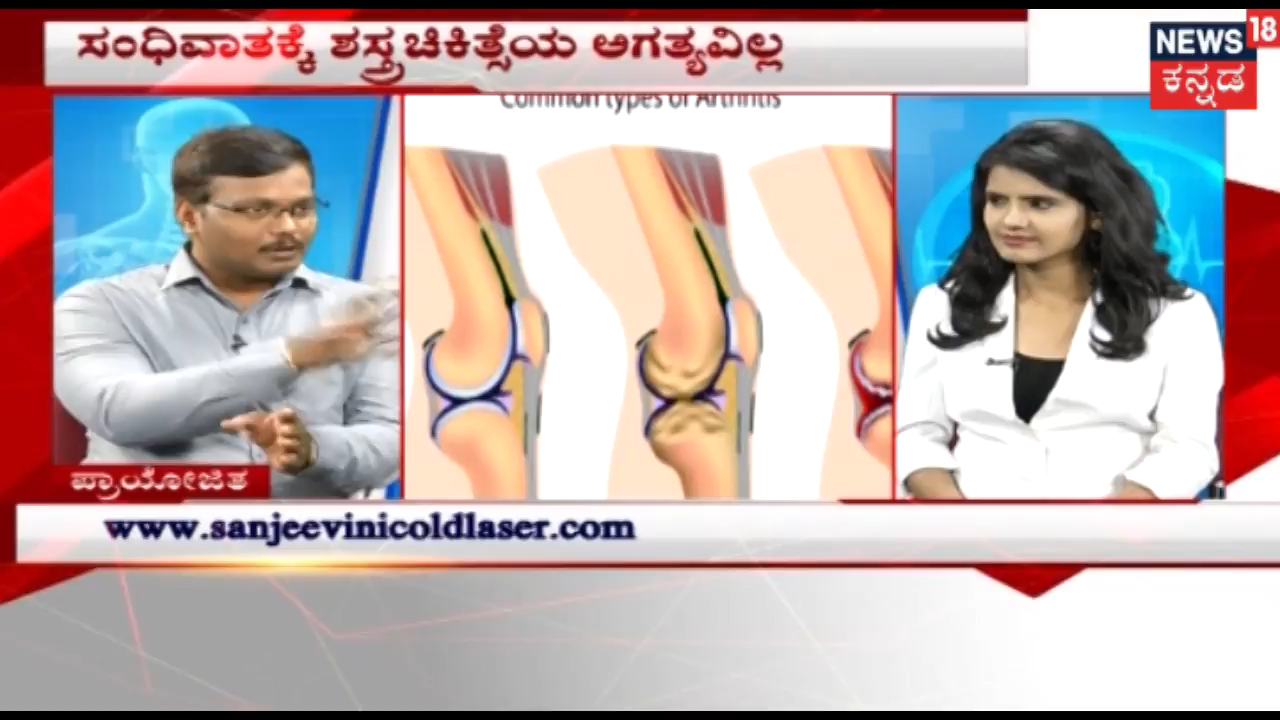 ಸಂಧಿವಾತಕ್ಕೆ ಶಸ್ತ್ರಚಿಕಿತ್ಸೆಯ ಅಗತ್ಯವಿಲ್ಲ
NEWS 18
ಕನ್ನಡ
Common types of Arthritis
ಪ್ರಾಯೋಜಿತ
www.sanjeevinicoldlaser.com